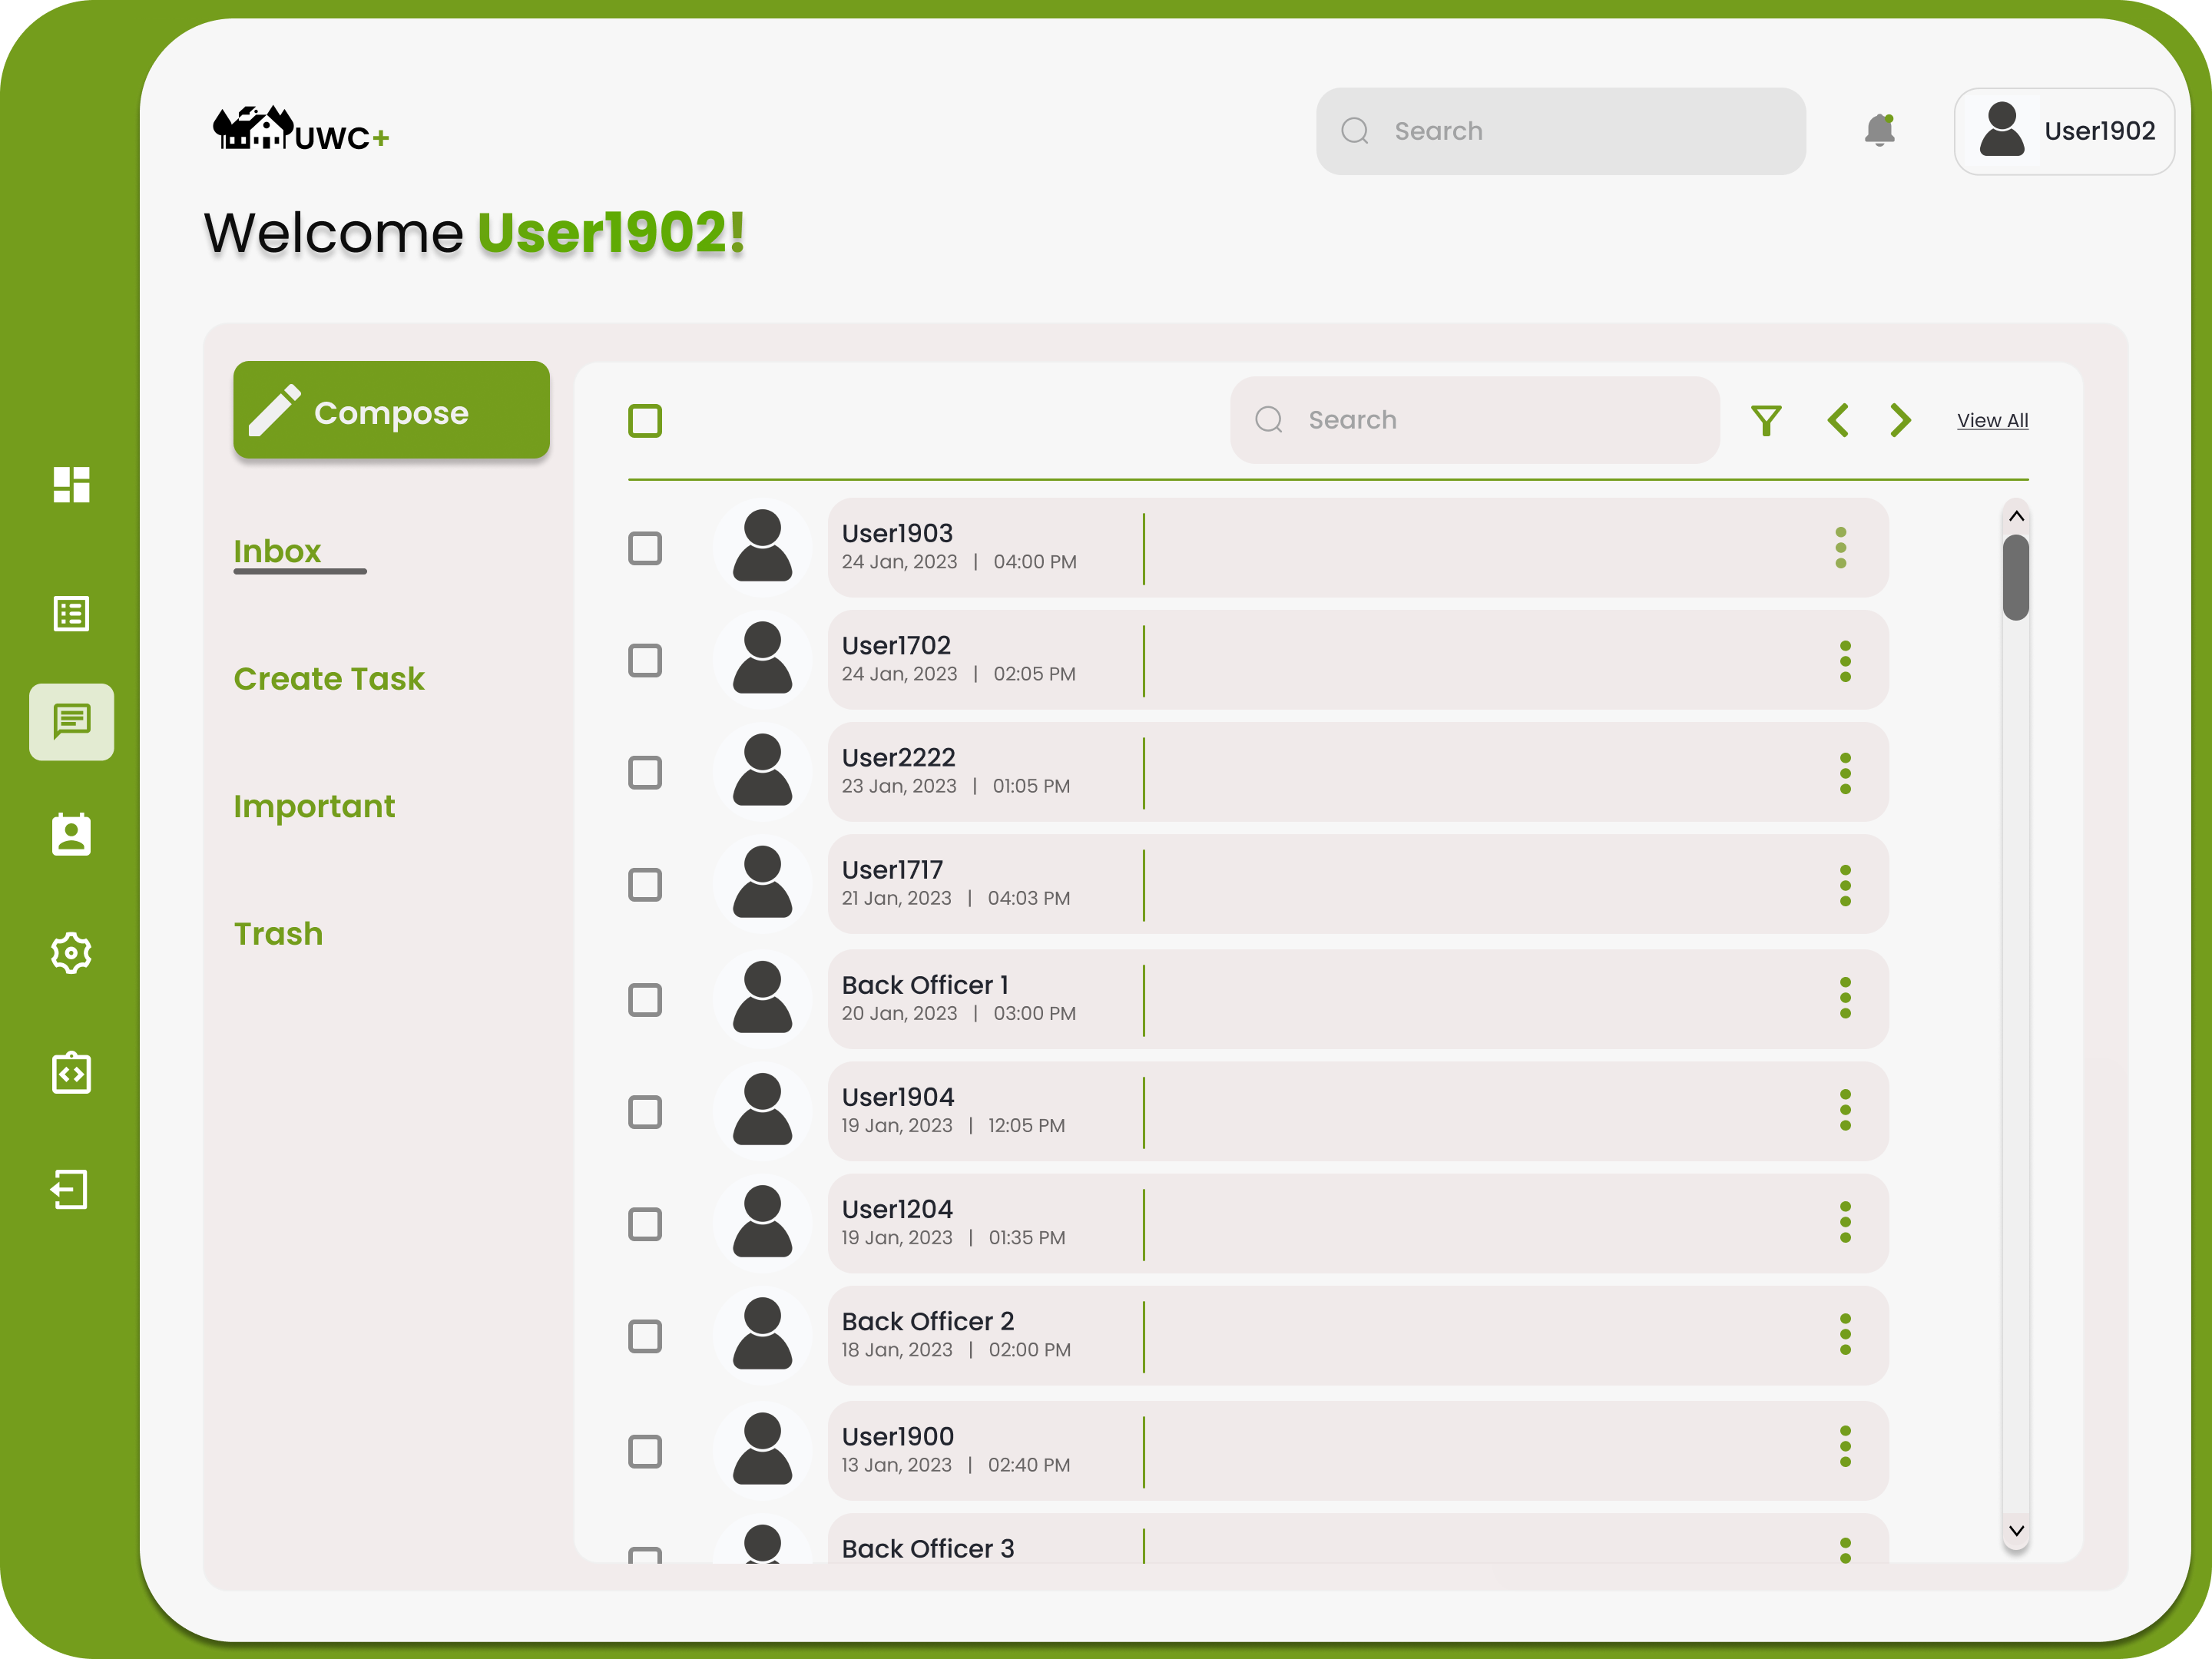 UWC+
Search
User1902
Welcome User1902!
Compose
Search
View All
Inbox
Create Task
Important
Trash
User1903
24 Jan, 2023 | 04:00 PM
User1702
24 Jan, 2023 | 02:05 PM
User2222
23 Jan, 2023 | 01:05 PM
User1717
21 Jan, 2023 | 04:03 PM
Back Officer 1
20 Jan, 2023 | 03:00 PM
User1904
19 Jan, 2023 | 12:05 PM
User1204
19 Jan, 2023 | 01:35 PM
Back Officer 2
18 Jan, 2023 | 02:00 PM
User1900
13 Jan, 2023 | 02:40 PM
Back Officer 3